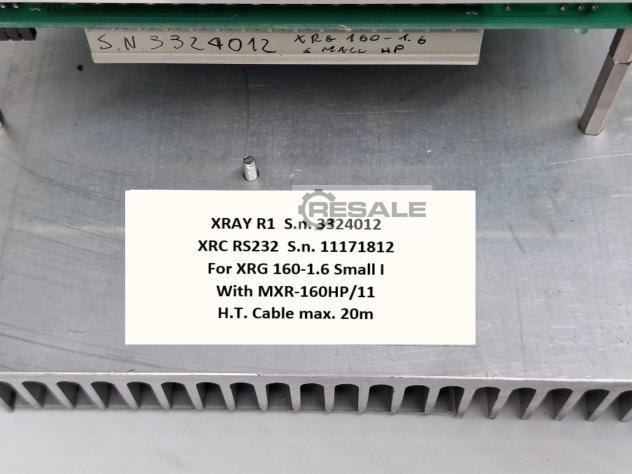 S.N 3324012 XRG 160-1.6
SMALL HP
RESALE
XRAY R1 S.n. 3324012
XRC RS232 S.n. 11171812
For XRG 160-1.6 Small I
With MXR-160HP/11
H.T. Cable max. 20m